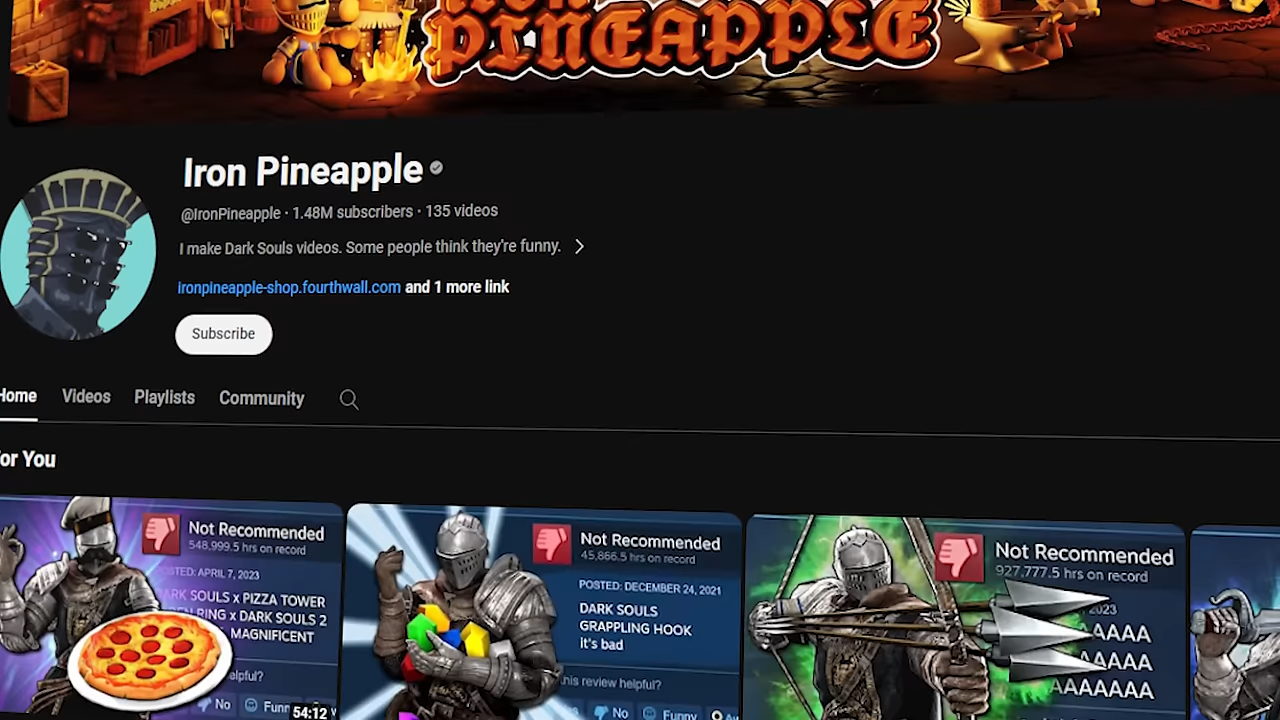 PINEAPPLE
Iron Pineapple
@IronPineapple · 1.48M subscribers · 135 videos
I make Dark Souls videos. Some people think they're funny.
ironpineapple-shop.fourthwall.com and 1 more link
Subscribe
Home
Videos
Playlists
Community
For You
Not Recommended
548,999.5 hrs on record
POSTED: APRIL 7, 2023
DARK SOULS x PIZZA TOWER
RING x DARK SOULS 2
MAGNIFICENT
helpful?
No
Funn
54:12
Not Recommended
45,866.5 hrs on record
POSTED: DECEMBER 24, 2021
DARK SOULS
GRAPPLING HOOK
it's bad
this review helpful?
No
Funny
Not Recommended
927,777.5 hrs on record
2023
AAAA
AAAAA
AAAAAAA